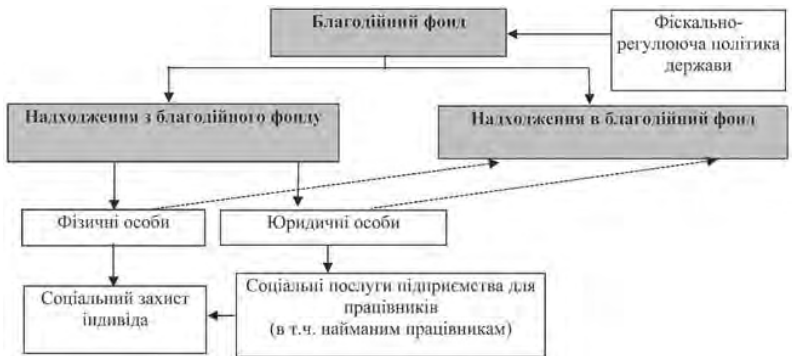 Благодійний фонд
Фіскально-
регулююча політика
держави
Надходження з благодійного фонду
Надходження в благодійний фонд
Фізичні особи
Юридичні особи
Соціальний захист
індивіда
Соціальні послуги підприємства для
працівників
(в т.ч. найманим працівникам)